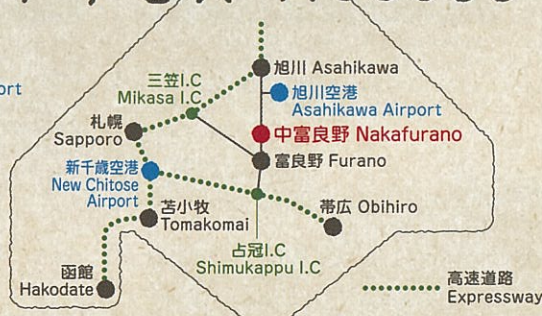 旭川 Asahikawa
三笠I.C
Mikasa I.C
旭川空港
Asahikawa Airport
札幌
Sapporo
中富良野 Nakafurano
富良野 Furano
新千歳空港
New Chitose
Airport
帯広 Obihiro
苫小牧
Tomakomai
占冠I.C
Shimukappu I.C
函館
Hakodate
高速道路
Expressway